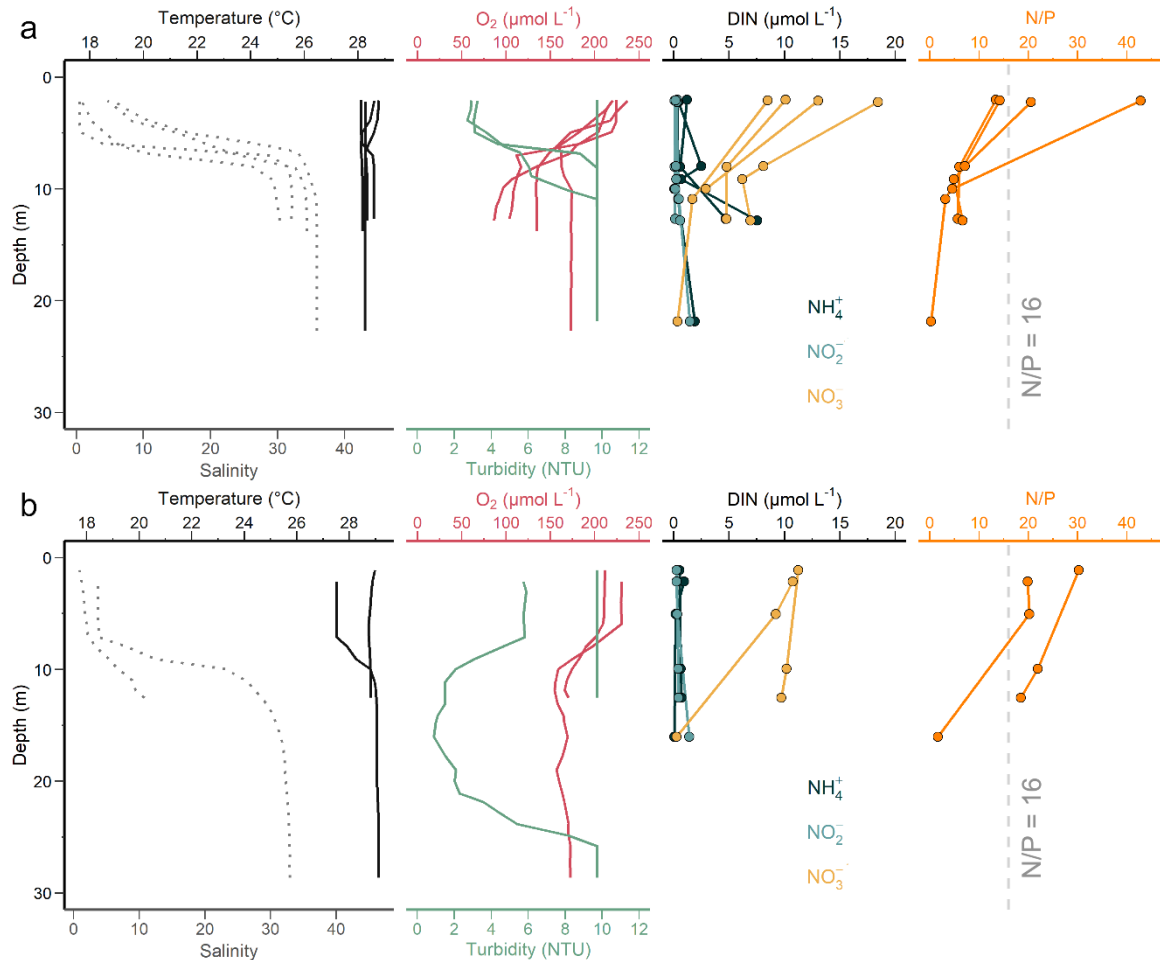 a
Temperature (°C)
O₂ (µmol L⁻¹)
DIN (µmol L⁻¹)
N/P
18 20 22 24 26 28
0 50 100 150 200 250
0 5 10 15 20
0 10 20 30 40
Depth (m)
0
10
20
30
NH₄⁺
NO₂⁻
NO₃⁻
N/P = 16
0 10 20 30 40
Salinity
0 2 4 6 8 10 12
Turbidity (NTU)
b
Temperature (°C)
O₂ (µmol L⁻¹)
DIN (µmol L⁻¹)
N/P
18 20 22 24 26 28
0 50 100 150 200 250
0 5 10 15 20
0 10 20 30 40
Depth (m)
0
10
20
30
NH₄⁺
NO₂⁻
NO₃⁻
N/P = 16
0 10 20 30 40
Salinity
0 2 4 6 8 10 12
Turbidity (NTU)